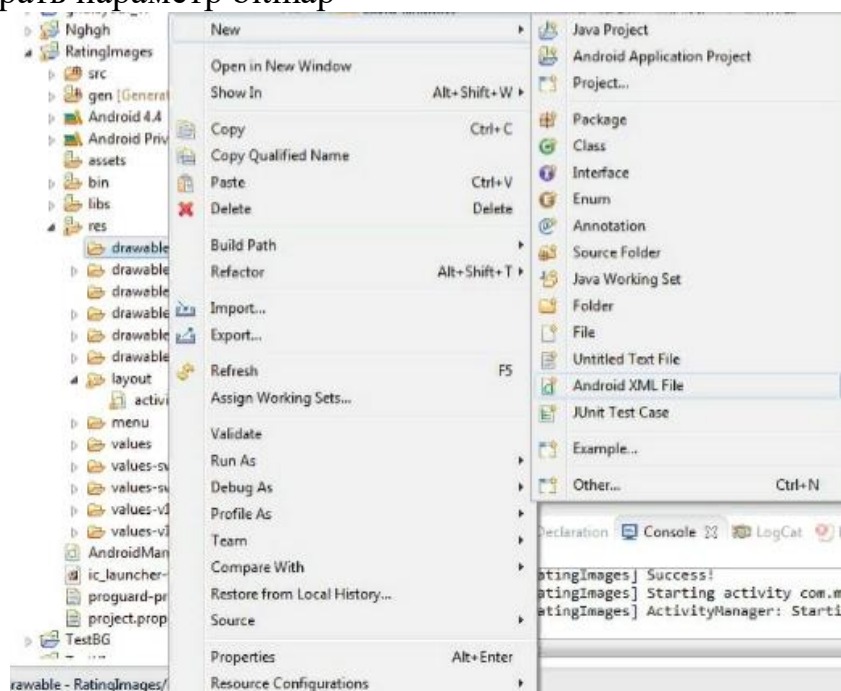 рать параметр bitmap
Nghgh
RatingImages
src
gen [Generat
Android 4.4
Android Priv
assets
bin
libs
res
drawable
drawable
drawable
drawable
drawable
drawable
layout
activi
menu
values
values-sw
values-sw
values-v1
values-v1
AndroidMan
ic_launcher-
proguard-pr
project.prop
TestBG
rawable - RatingImages/
New
Open in New Window
Show In Alt+Shift+W
Copy Ctrl+C
Copy Qualified Name
Paste Ctrl+V
Delete Delete
Build Path
Refactor Alt+Shift+T
Import...
Export...
Refresh F5
Assign Working Sets...
Validate
Run As
Debug As
Profile As
Team
Compare With
Restore from Local History...
Source
Properties Alt+Enter
Resource Configurations
Java Project
Android Application Project
Project...
Package
Class
Interface
Enum
Annotation
Source Folder
Java Working Set
Folder
File
Untitled Text File
Android XML File
JUnit Test Case
Example...
Other... Ctrl+N
Declaration Console LogCat
atingImages] Success!
atingImages] Starting activity com.m
atingImages] ActivityManager: Starti